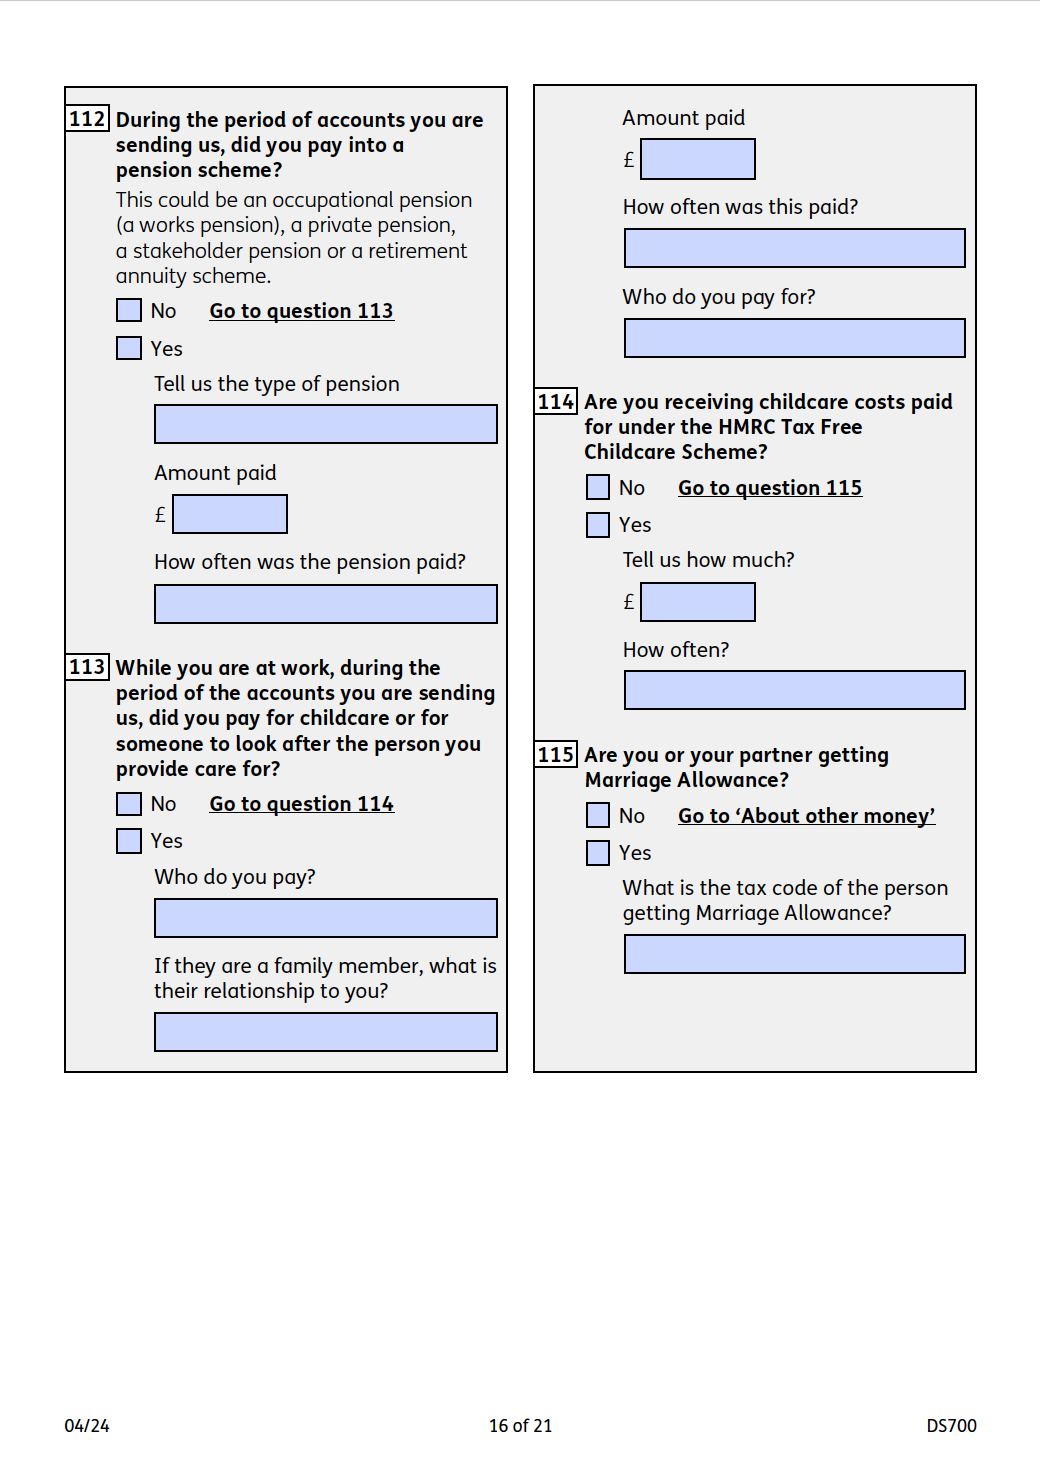 112 During the period of accounts you are
sending us, did you pay into a
pension scheme?
This could be an occupational pension
(a works pension), a private pension,
a stakeholder pension or a retirement
annuity scheme.
No Go to question 113
Yes
Tell us the type of pension
Amount paid
£
How often was the pension paid?
113 While you are at work, during the
period of the accounts you are sending
us, did you pay for childcare or for
someone to look after the person you
provide care for?
No Go to question 114
Yes
Who do you pay?
If they are a family member, what is
their relationship to you?
Amount paid
£
How often was this paid?
Who do you pay for?
114 Are you receiving childcare costs paid
for under the HMRC Tax Free
Childcare Scheme?
No Go to question 115
Yes
Tell us how much?
£
How often?
115 Are you or your partner getting
Marriage Allowance?
No Go to ‘About other money’
Yes
What is the tax code of the person
getting Marriage Allowance?
04/24 16 of 21 DS700